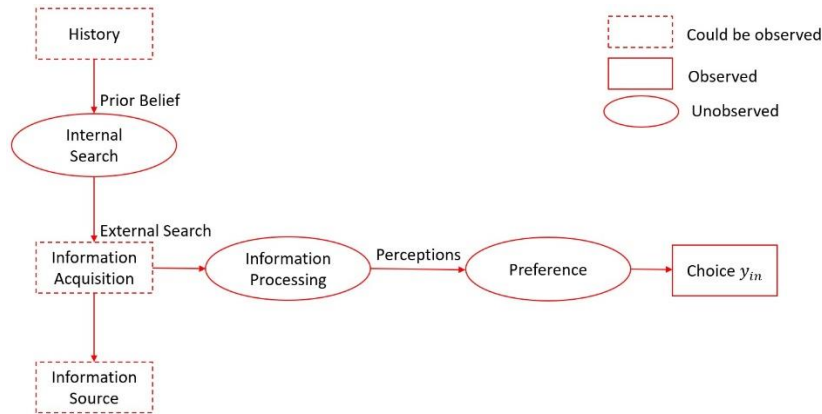 History
Could be observed
Observed
Unobserved
Prior Belief
Internal
Search
External Search
Information
Acquisition
Information
Processing
Perceptions
Preference
Choice y_in
Information
Source